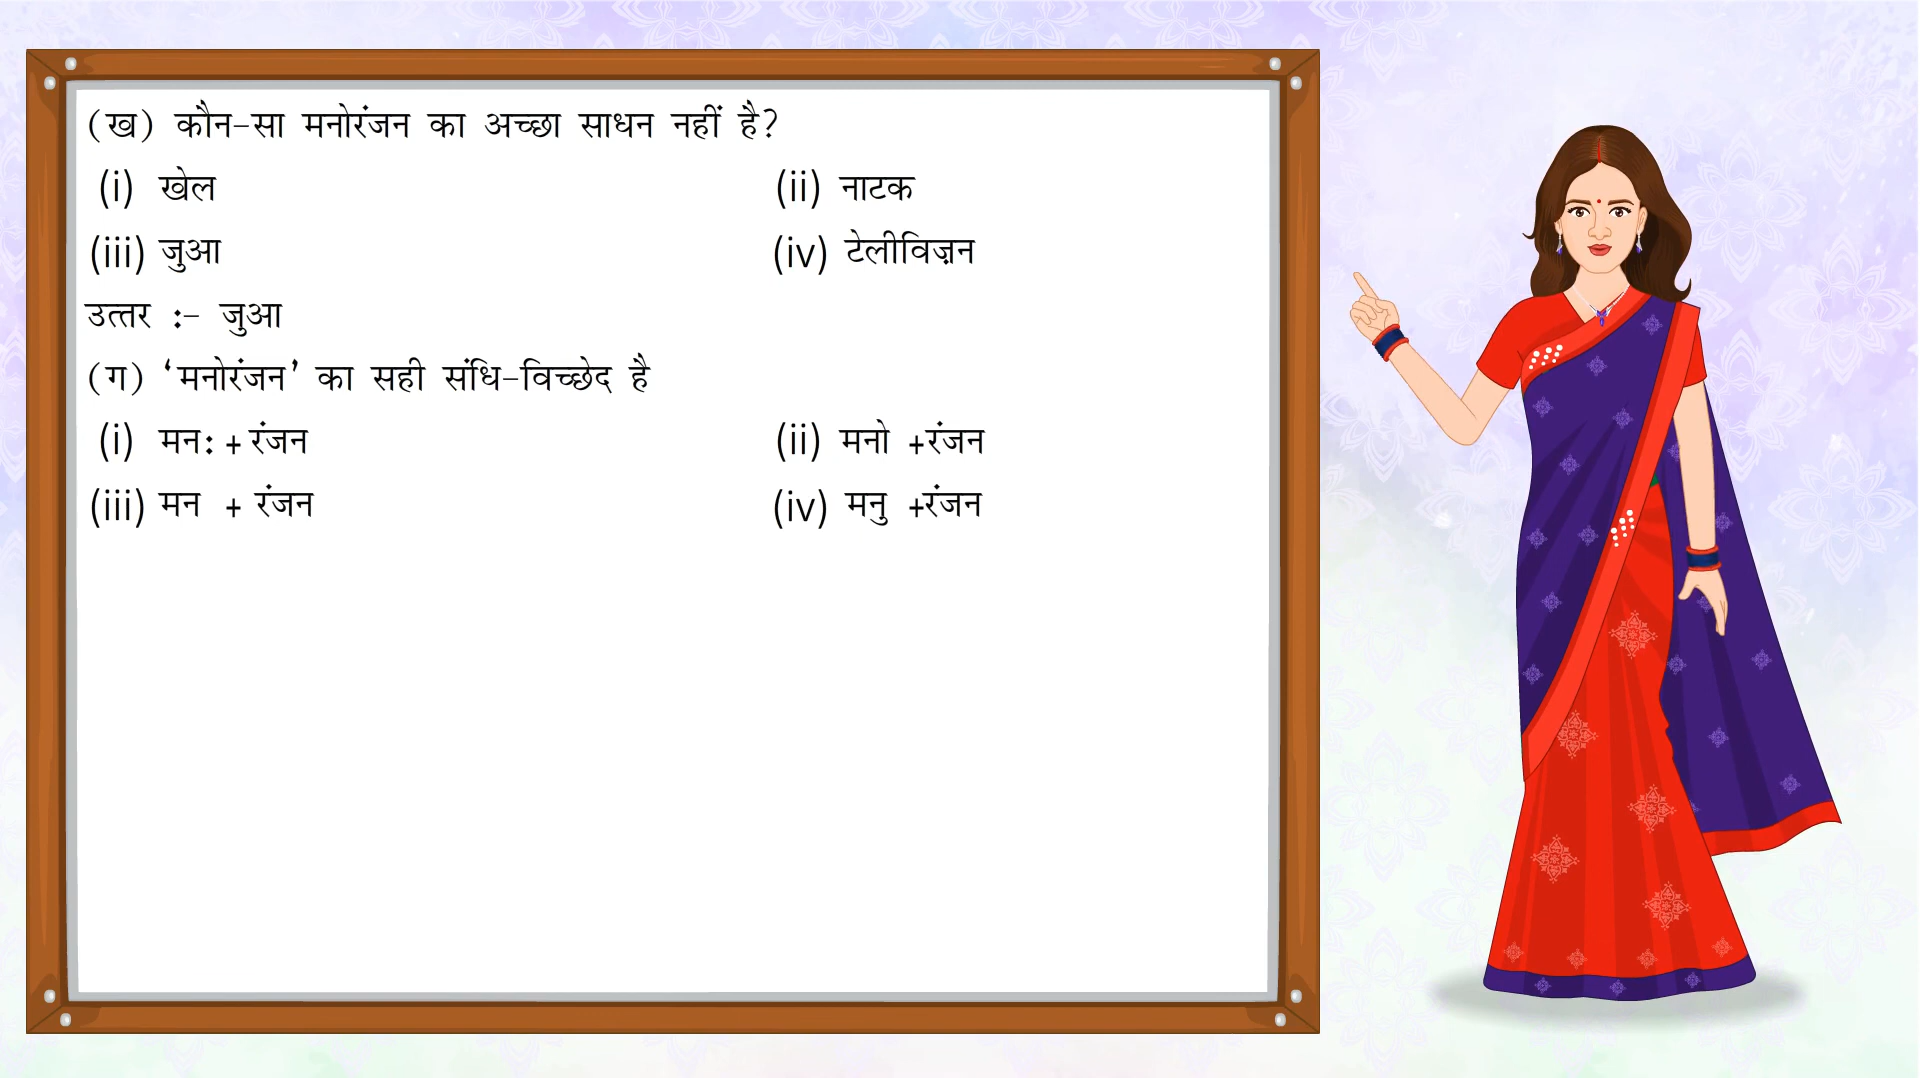 (ख) कौन-सा मनोरंजन का अच्छा साधन नहीं है?
(i) खेल (ii) नाटक
(iii) जुआ (iv) टेलीविज़न
उत्तर :- जुआ
(ग) ‘मनोरंजन’ का सही संधि-विच्छेद है
(i) मन: + रंजन (ii) मनो +रंजन
(iii) मन + रंजन (iv) मनु +रंजन